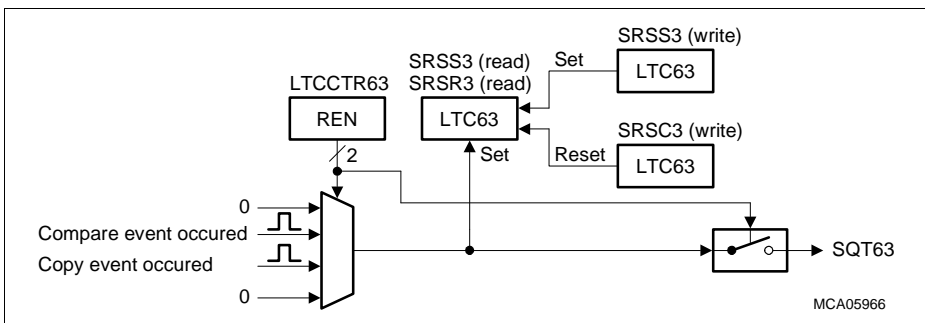 SRSS3 (write)
SRSS3 (read)
Set
LTC63
SRSR3 (read)
LTCCTR63
REN
LTC63
SRSC3 (write)
2
Set
Reset
LTC63
0
Compare event occured
Copy event occured
SQT63
0
MCA05966